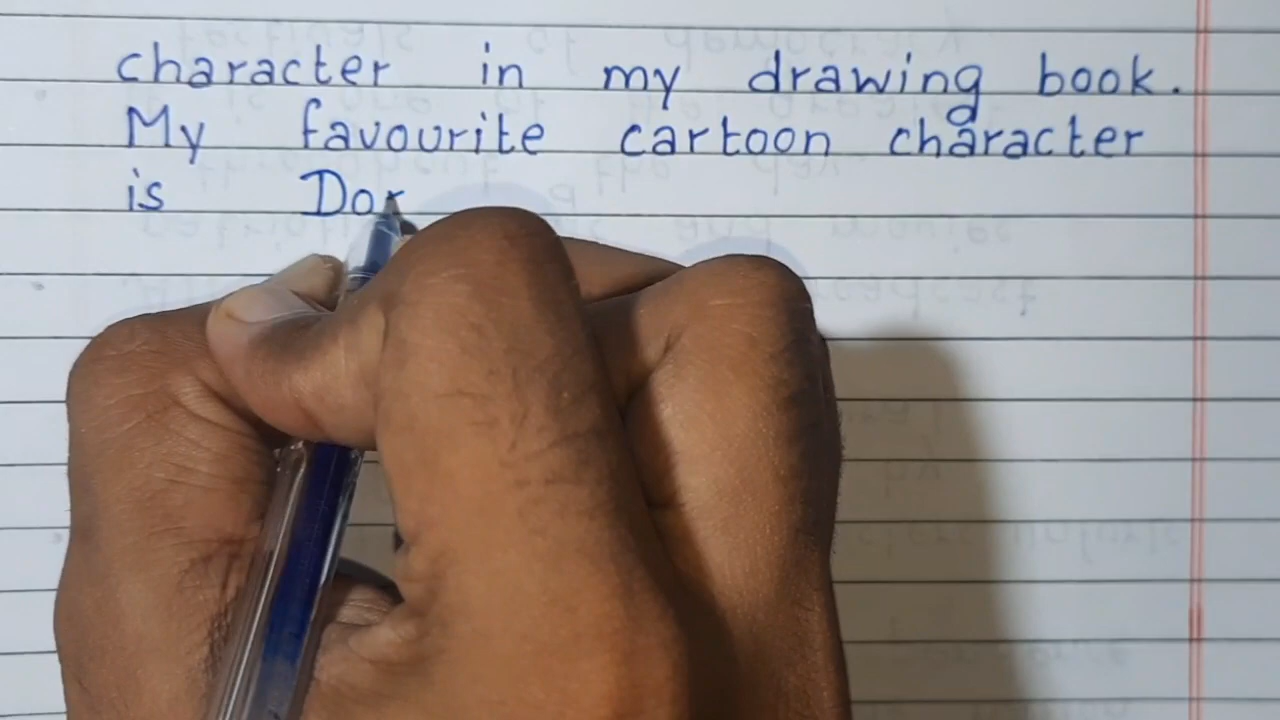 character in my drawing book.
My favourite cartoon character
is Dor